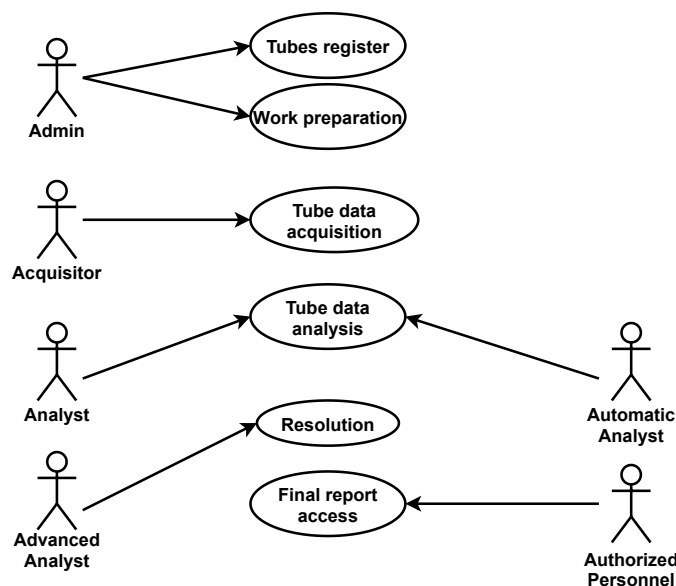 Tubes register
Work preparation
Admin
Tube data
acquisition
Acquisitor
Tube data
analysis
Analyst
Automatic
Analyst
Resolution
Final report
access
Advanced
Analyst
Authorized
Personnel